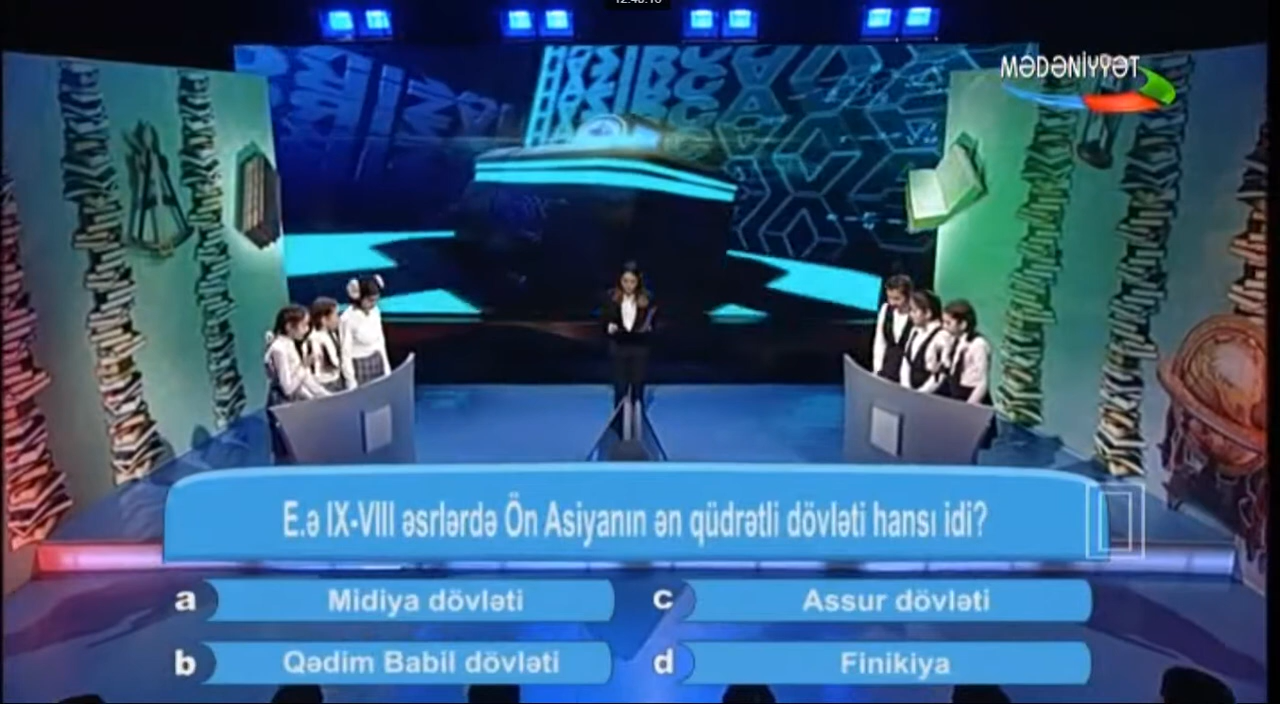 MƏDƏNİYYƏT
E.ə IX-VIII əsrlərdə Ön Asiyanın ən qüdrətli dövləti hansı idi?
a Midiya dövləti
c Assur dövləti
b Qədim Babil dövləti
d Finikiya